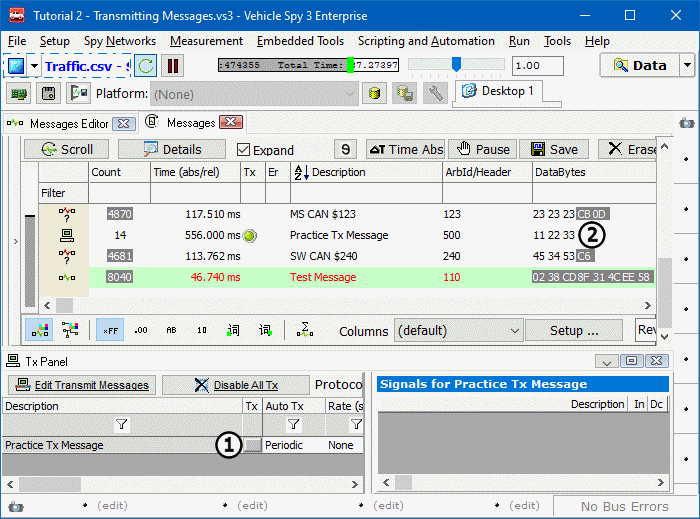 Tutorial 2 - Transmitting Messages.vs3 - Vehicle Spy 3 Enterprise
File Setup Spy Networks Measurement Embedded Tools Scripting and Automation Run Tools Help
Traffic.csv - :474355 Total Time: 7.27397 1.00 Data
Platform: (None) Desktop 1
Messages Editor Messages
Scroll Details Expand 9 ΔT Time Abs Pause Save Erase
Count Time (abs/rel) Tx Er Description ArbId/Header DataBytes
Filter
4870 117.510 ms MS CAN $123 123 23 23 23 CB 0D
14 556.000 ms Practice Tx Message 500 11 22 33 2
4681 113.762 ms SW CAN $240 240 45 34 53 C6
8040 46.740 ms Test Message 110 02 38 CD 8F 31 4C EE 58
×FF .00 AB 10 词 词 Columns (default) Setup ... Rev
Tx Panel
Edit Transmit Messages Disable All Tx Protoco
Signals for Practice Tx Message
Description Tx Auto Tx Rate (s
Description In Dc
Practice Tx Message 1 Periodic None
(edit) (edit) (edit) (edit) No Bus Errors